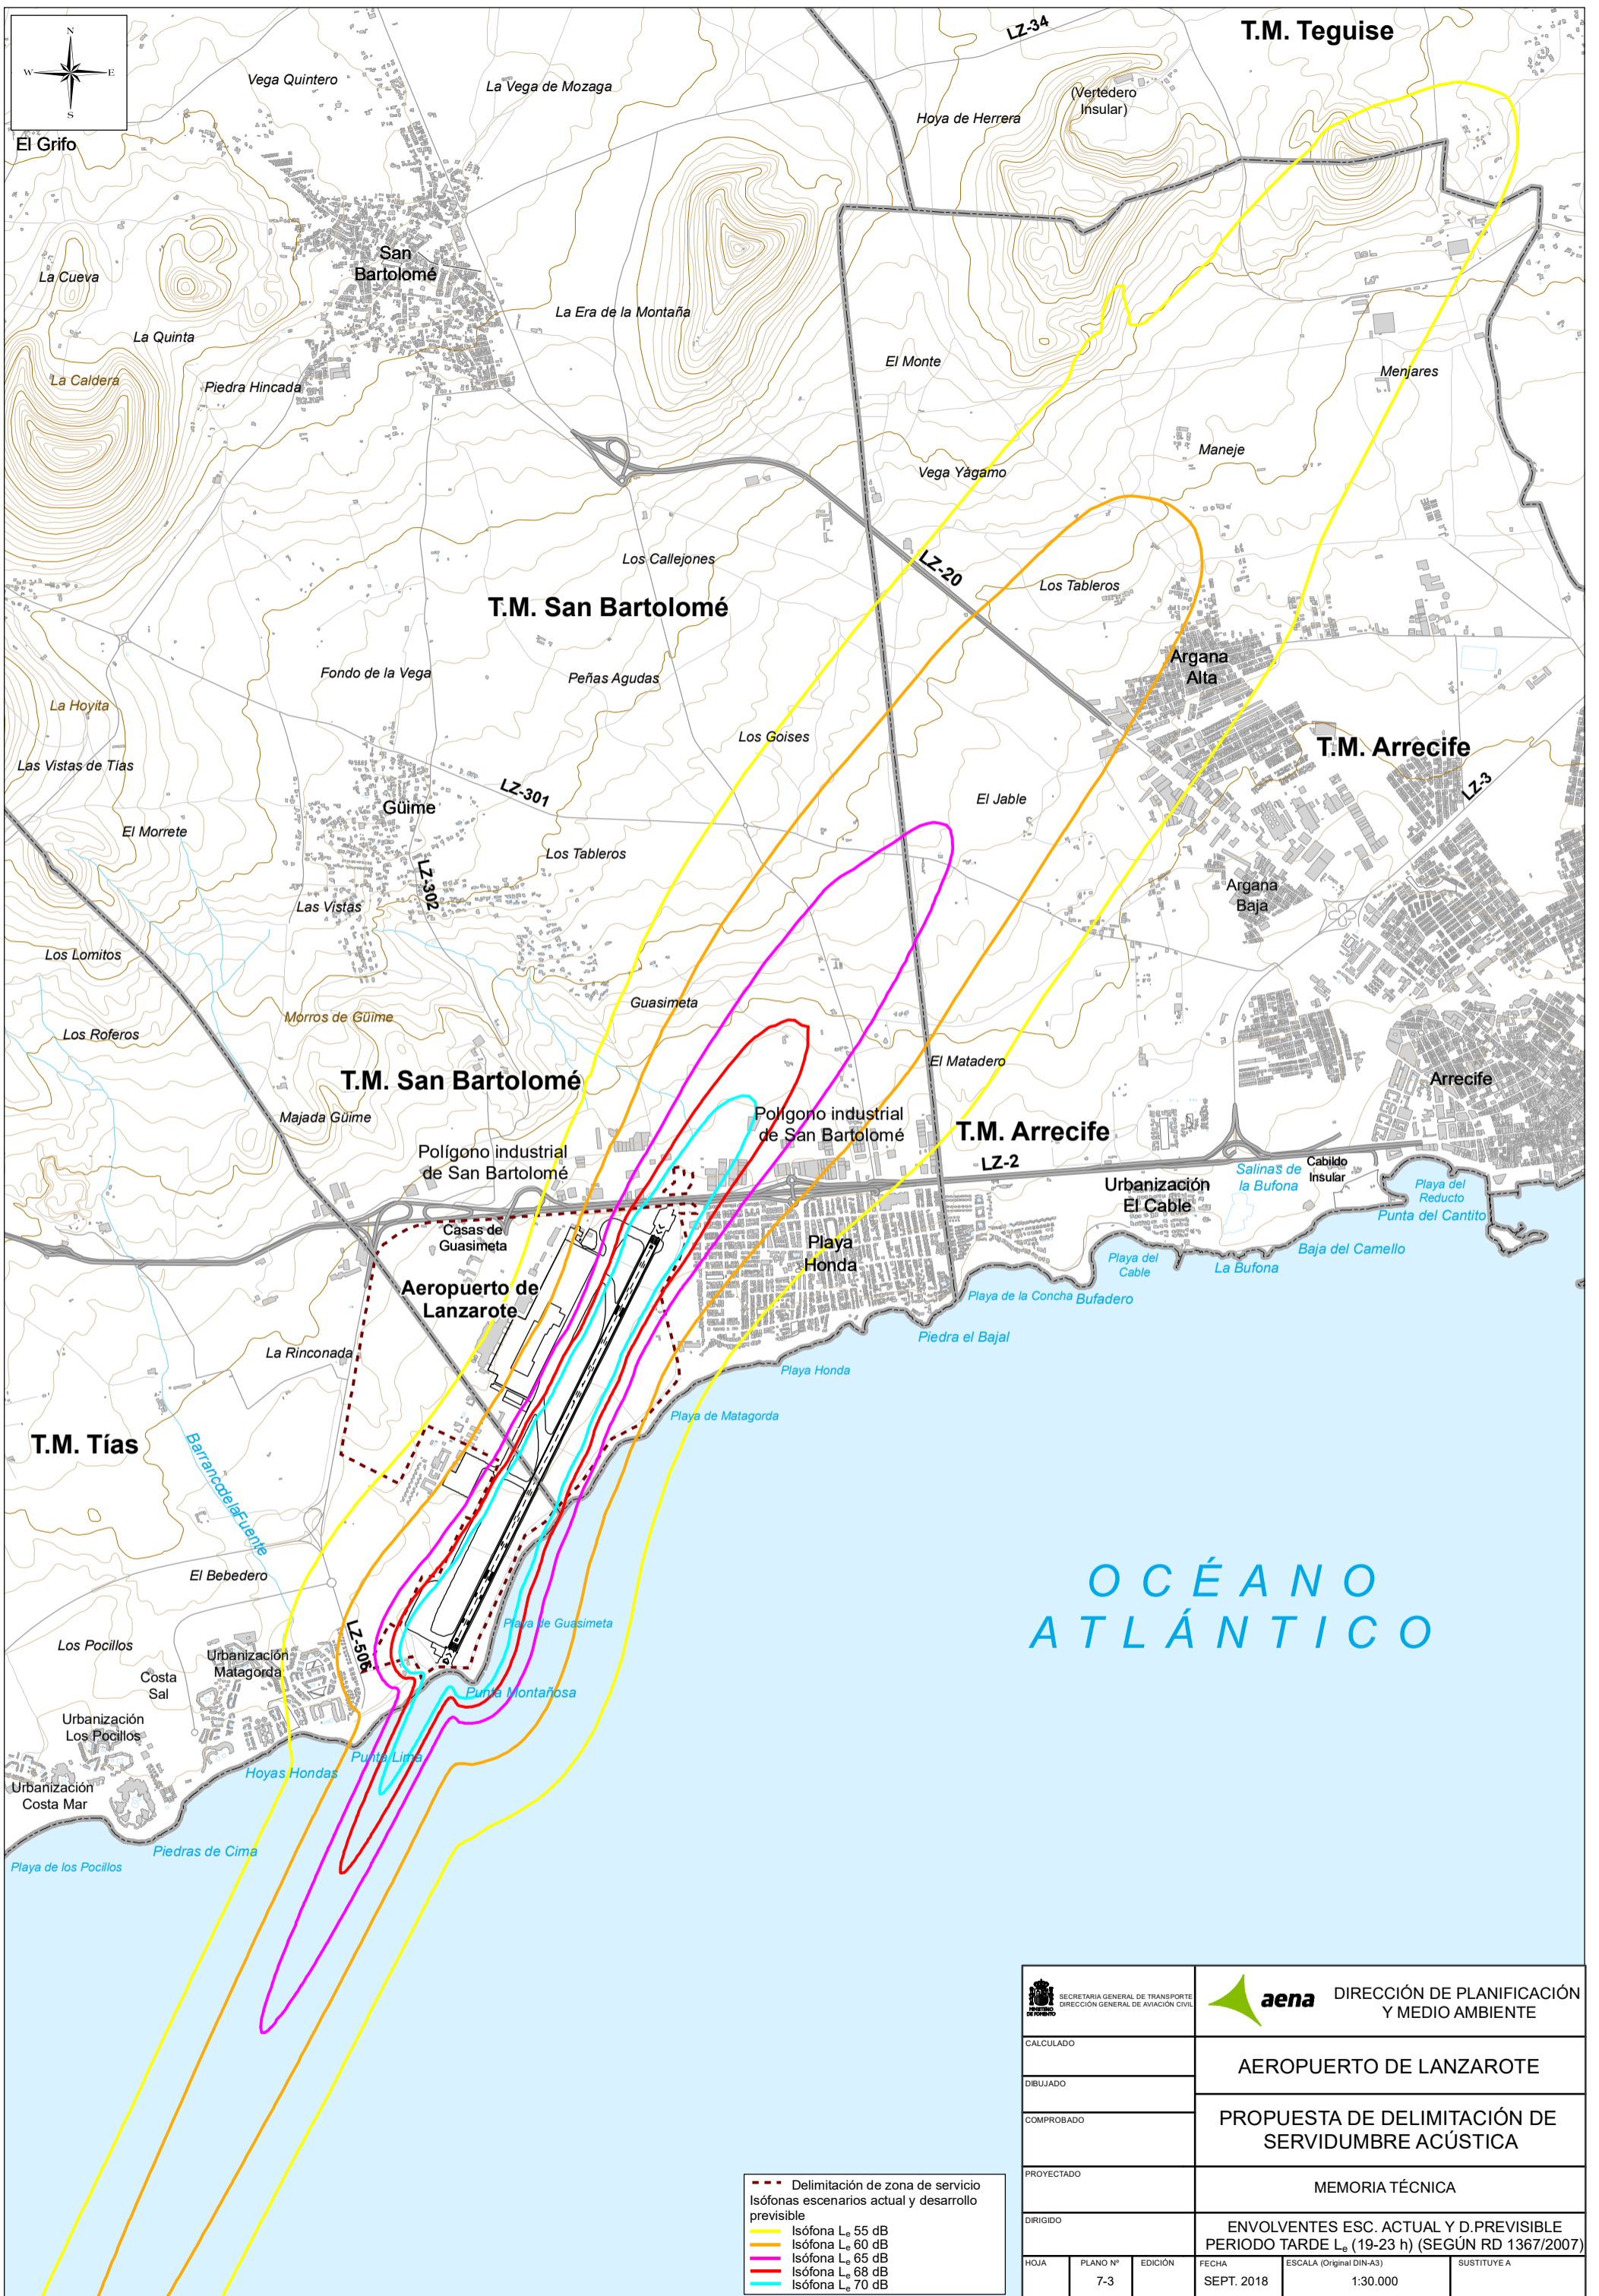 N
W
E
S
T.M. Teguise
LZ-34
Vega Quintero
La Vega de Mozaga
(Vertedero
Insular)
Hoya de Herrera
El Grifo
San
Bartolomé
La Cueva
La Era de la Montaña
La Quinta
El Monte
Menjares
La Caldera
Piedra Hincada
Maneje
Vega Yágamo
Los Callejones
LZ-20
Los Tableros
T.M. San Bartolomé
Argana
Alta
Fondo de la Vega
Peñas Agudas
La Hoyita
Los Goises
T.M. Arrecife
Las Vistas de Tías
LZ-3
LZ-301
Güime
El Jable
El Morrete
Los Tableros
LZ-302
Argana
Baja
Las Vistas
Los Lomitos
Guasimeta
Morros de Güime
Los Roferos
El Matadero
T.M. San Bartolomé
Arrecife
Majada Güime
Polígono industrial
de San Bartolomé
T.M. Arrecife
Polígono industrial
de San Bartolomé
LZ-2
Salinas de
la Bufona
Cabildo
Insular
Urbanización
El Cable
Playa del
Reducto
Punta del Cantito
Casas de
Guasimeta
Playa
Honda
Baja del Camello
Playa del
Cable
La Bufona
Aeropuerto de
Lanzarote
Playa de la Concha
Bufadero
Piedra el Bajal
La Rinconada
Playa Honda
Playa de Matagorda
T.M. Tías
Barranco de la Fuente
El Bebedero
OCÉANO
ATLÁNTICO
Playa de Guasimeta
LZ-506
Los Pocillos
Urbanización
Matagorda
Costa
Sal
Punta Montañosa
Urbanización
Los Pocillos
Punta Lima
Hoyas Hondas
Urbanización
Costa Mar
Piedras de Cima
Playa de los Pocillos
MINISTERIO
DE FOMENTO
SECRETARIA GENERAL DE TRANSPORTE
DIRECCIÓN GENERAL DE AVIACIÓN CIVIL
aena
DIRECCIÓN DE PLANIFICACIÓN
Y MEDIO AMBIENTE
CALCULADO
AEROPUERTO DE LANZAROTE
DIBUJADO
COMPROBADO
PROPUESTA DE DELIMITACIÓN DE
SERVIDUMBRE ACÚSTICA
PROYECTADO
MEMORIA TÉCNICA
DIRIGIDO
ENVOLVENTES ESC. ACTUAL Y D.PREVISIBLE
PERIODO TARDE Le (19-23 h) (SEGÚN RD 1367/2007)
HOJA
PLANO Nº
7-3
EDICIÓN
FECHA
SEPT. 2018
ESCALA (Original DIN-A3)
1:30.000
SUSTITUYE A
Delimitación de zona de servicio
Isófonas escenarios actual y desarrollo
previsible
Isófona Le 55 dB
Isófona Le 60 dB
Isófona Le 65 dB
Isófona Le 68 dB
Isófona Le 70 dB